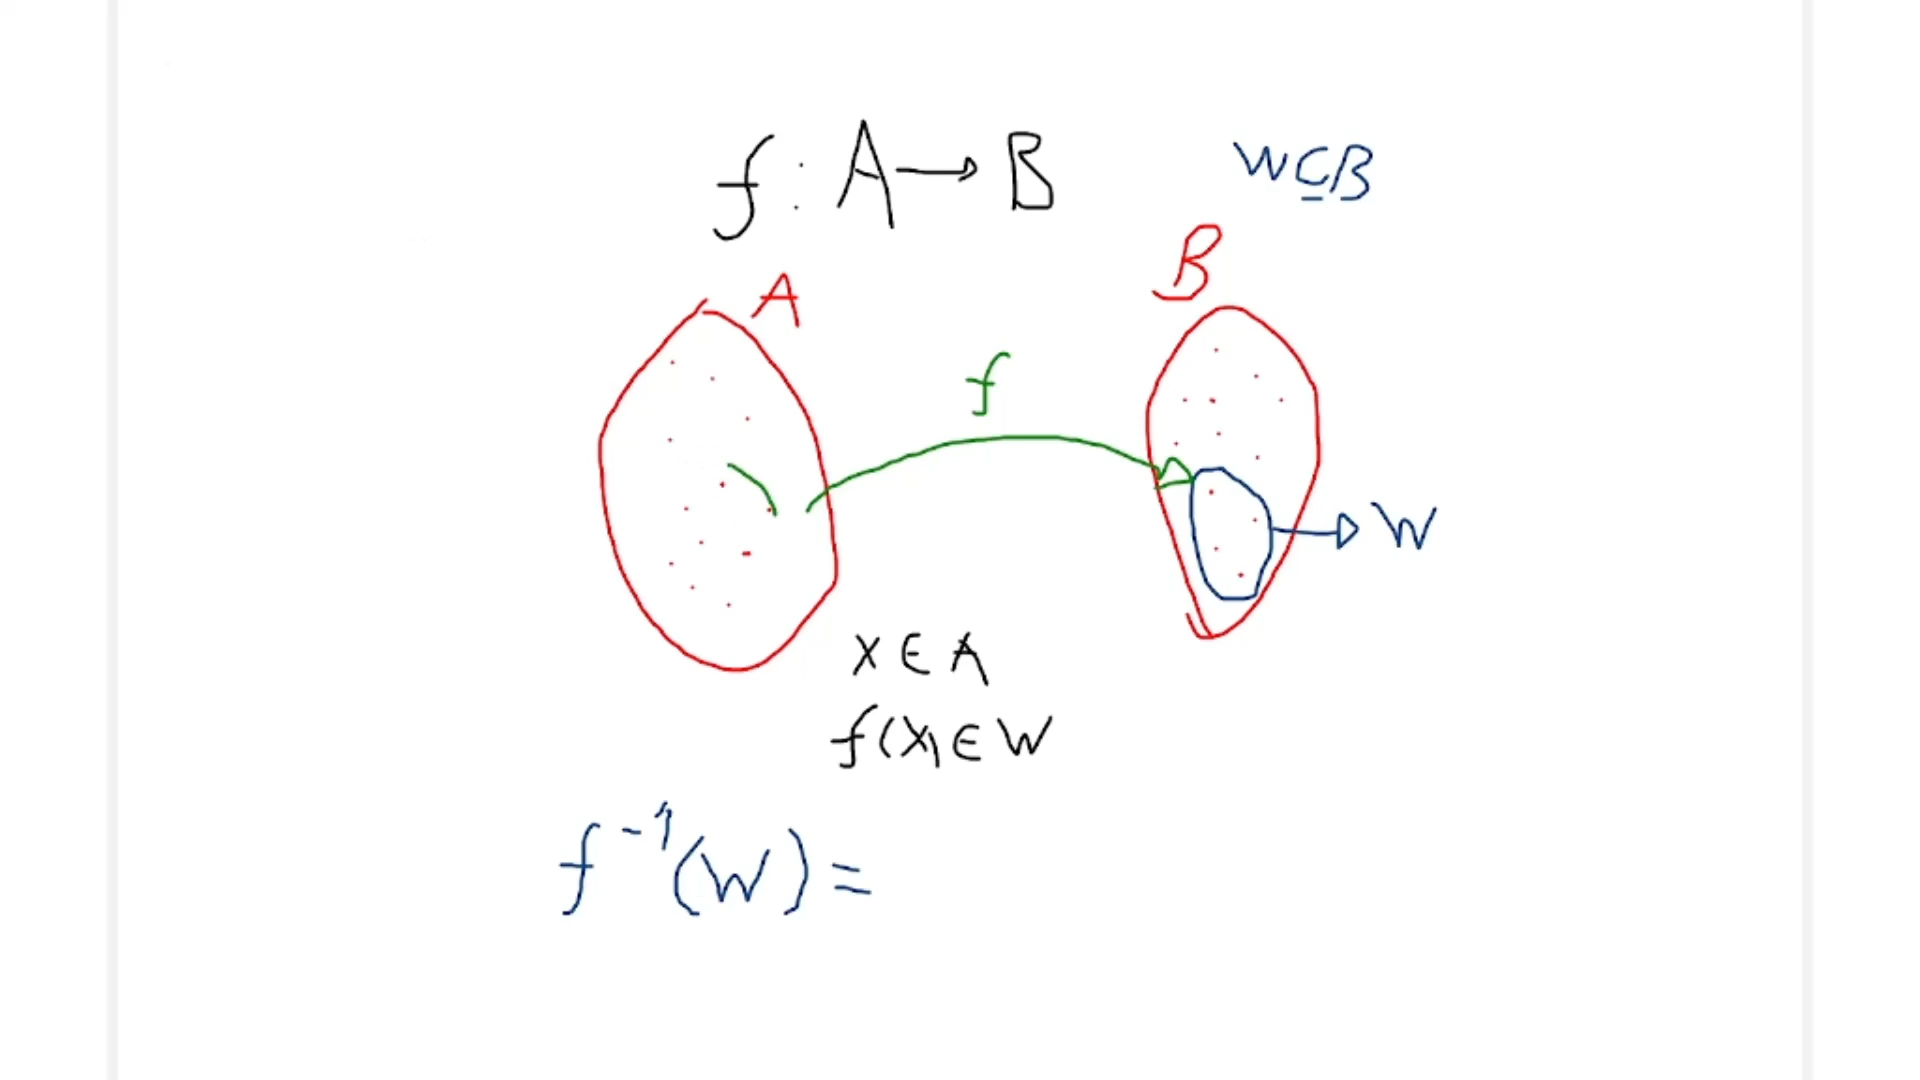 f : A → B
W ⊆ B
B
A
f
W
x ∈ A
f(x) ∈ W
f⁻¹(W) =